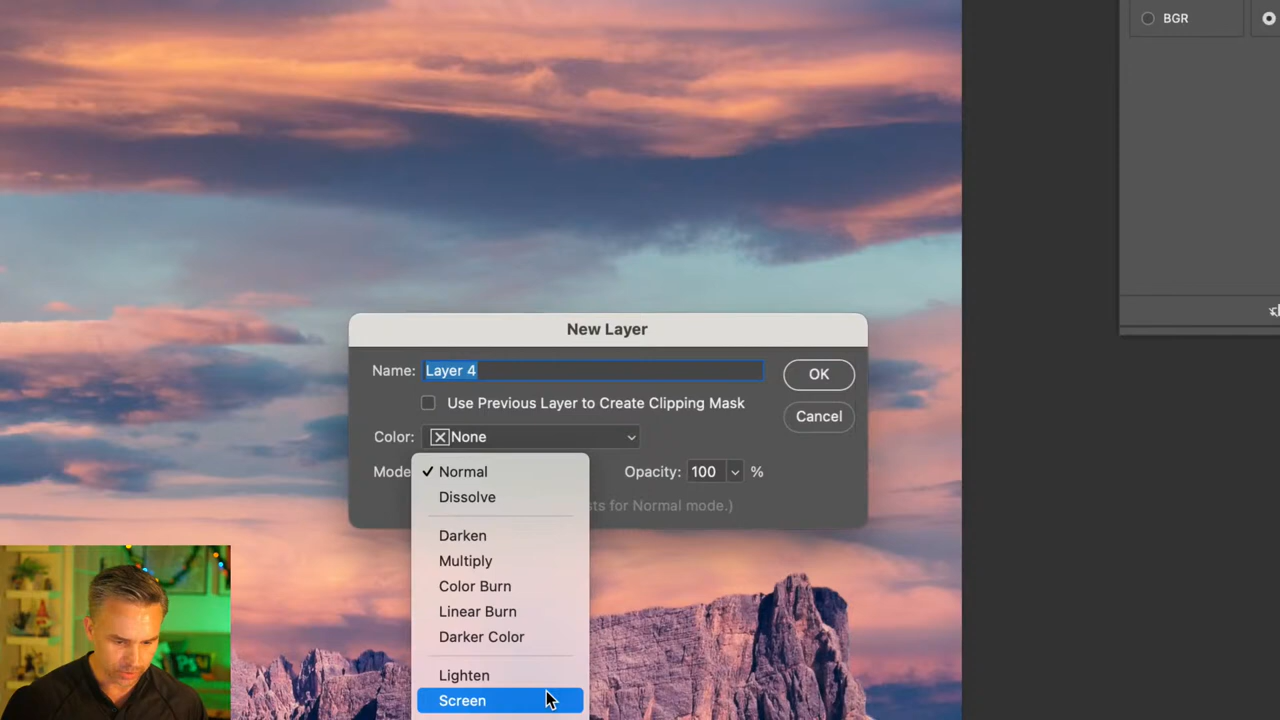 BGR
New Layer
Name: Layer 4
OK
Use Previous Layer to Create Clipping Mask
Cancel
Color: None
Mode
Normal
Opacity: 100 %
Dissolve
sts for Normal mode.)
Darken
Multiply
Color Burn
Linear Burn
Darker Color
Lighten
Screen